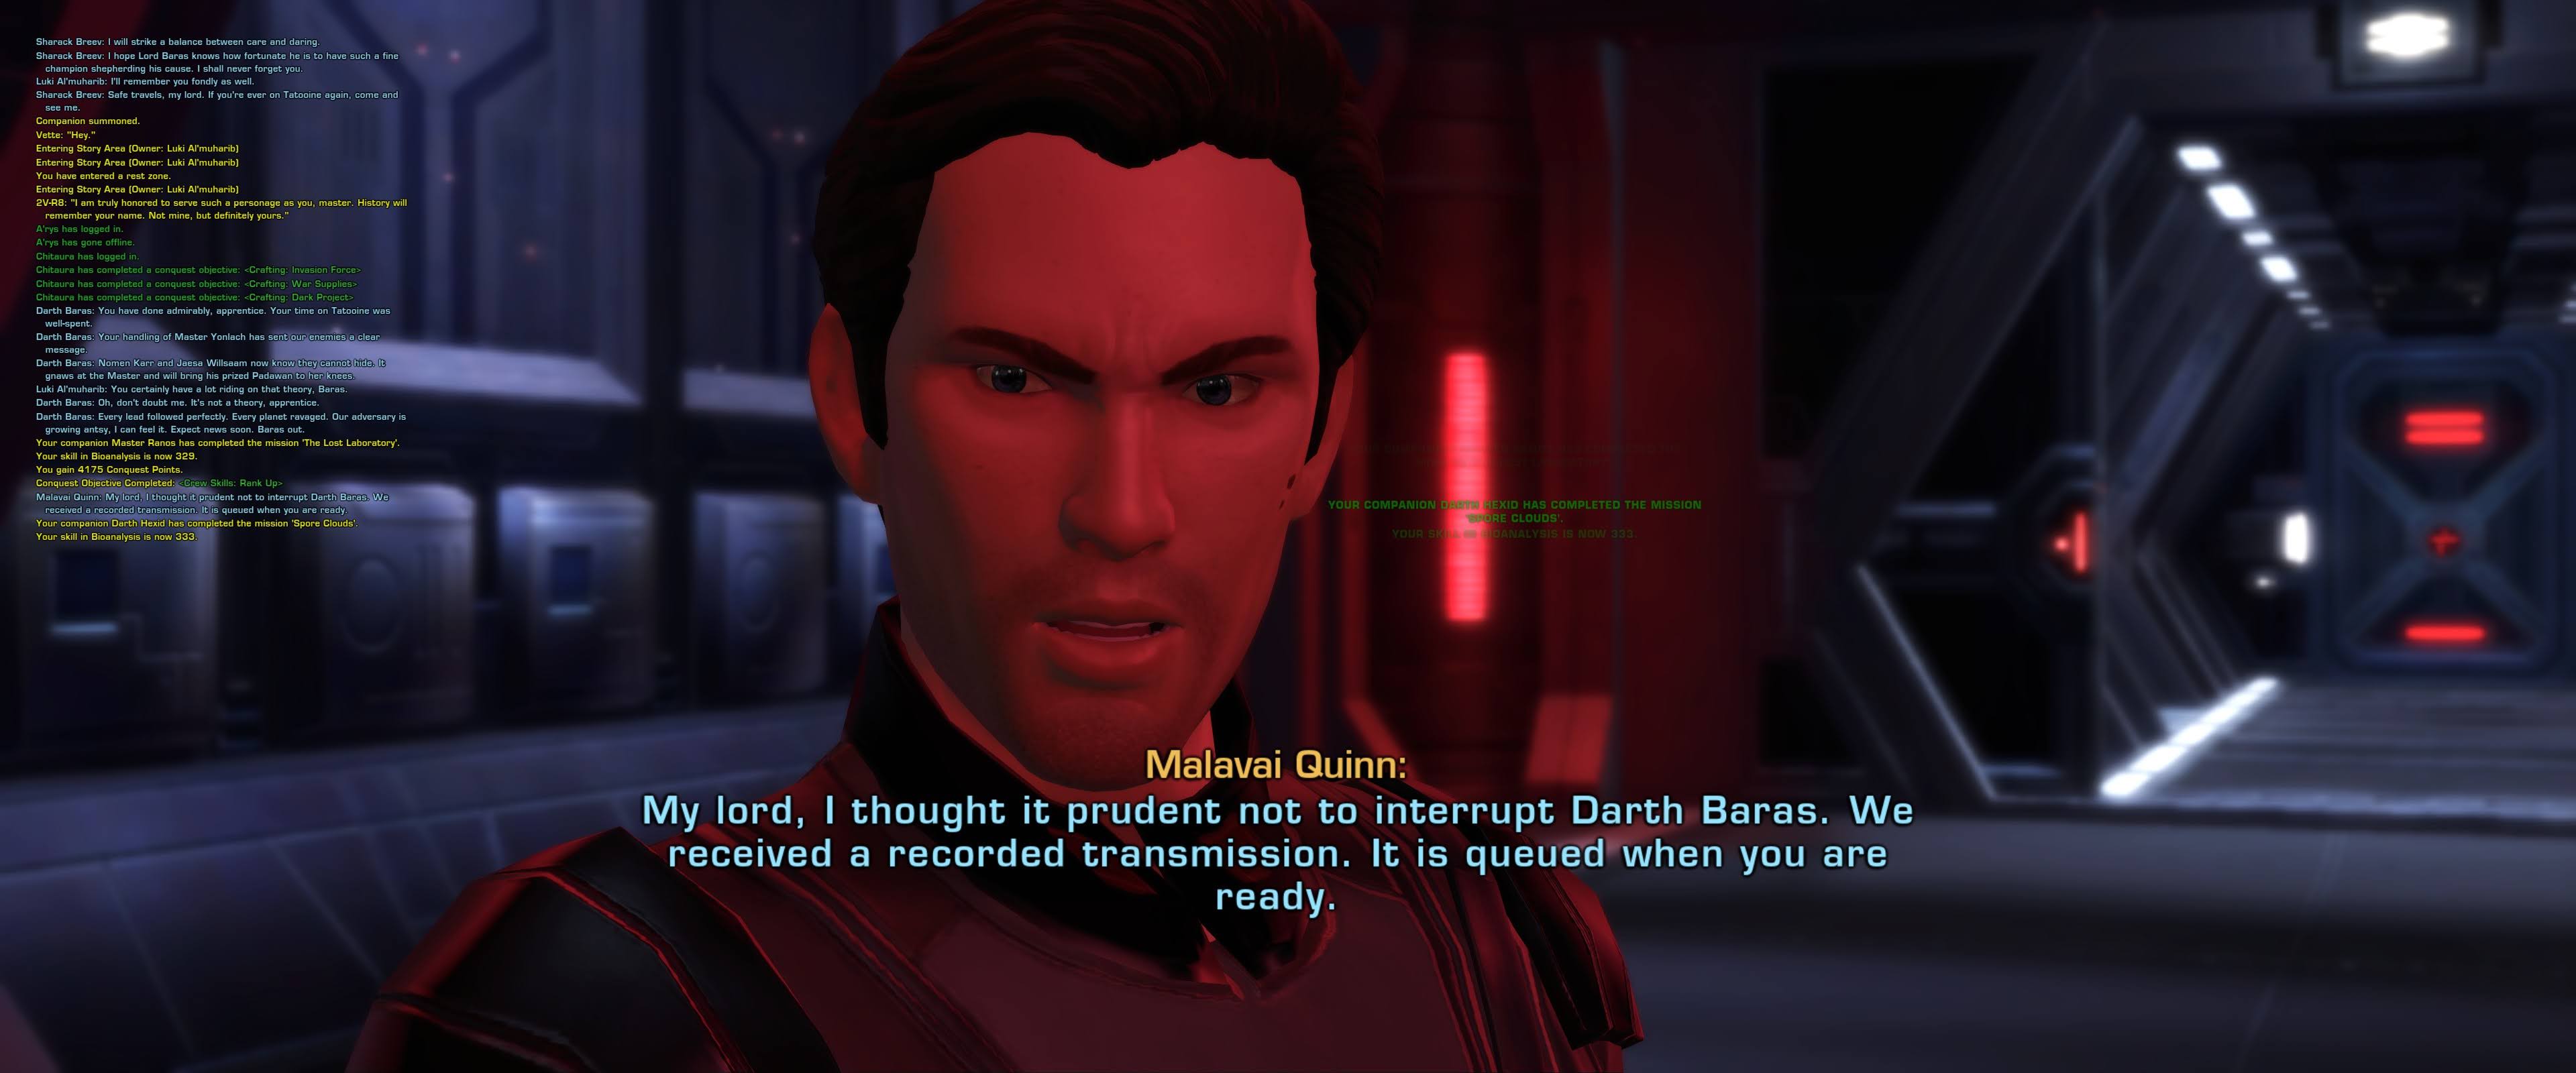 Sharack Breev: I will strike a balance between care and daring.
Sharack Breev: I hope Lord Baras knows how fortunate he is to have such a fine
champion shepherding his cause. I shall never forget you.
Luki Al'muharib: I'll remember you fondly as well.
Sharack Breev: Safe travels, my lord. If you're ever on Tatooine again, come and
see me.
Companion summoned.
Vette: "Hey."
Entering Story Area (Owner: Luki Al'muharib)
Entering Story Area (Owner: Luki Al'muharib)
You have entered a rest zone.
Entering Story Area (Owner: Luki Al'muharib)
2V-R8: "I am truly honored to serve such a personage as you, master. History will
remember your name. Not mine, but definitely yours."
A'rys has logged in.
A'rys has gone offline.
Chitaura has logged in.
Chitaura has completed a conquest objective: <Crafting: Invasion Force>
Chitaura has completed a conquest objective: <Crafting: War Supplies>
Chitaura has completed a conquest objective: <Crafting: Dark Project>
Darth Baras: You have done admirably, apprentice. Your time on Tatooine was
well-spent.
Darth Baras: Your handling of Master Yonlach has sent our enemies a clear
message.
Darth Baras: Nomen Karr and Jaesa Willsaam now know they cannot hide. It
gnaws at the Master and will bring his prized Padawan to her knees.
Luki Al'muharib: You certainly have a lot riding on that theory, Baras.
Darth Baras: Oh, don't doubt me. It's not a theory, apprentice.
Darth Baras: Every lead followed perfectly. Every planet ravaged. Our adversary is
growing antsy, I can feel it. Expect news soon. Baras out.
Your companion Master Ranos has completed the mission 'The Lost Laboratory'.
Your skill in Bioanalysis is now 329.
You gain 4175 Conquest Points.
Conquest Objective Completed: <Crew Skills: Rank Up>
Malavai Quinn: My lord, I thought it prudent not to interrupt Darth Baras. We
received a recorded transmission. It is queued when you are ready.
Your companion Darth Hexid has completed the mission 'Spore Clouds'.
Your skill in Bioanalysis is now 333.
YOUR COMPANION DARTH HEXID HAS COMPLETED THE MISSION
'SPORE CLOUDS'.
YOUR SKILL IN BIOANALYSIS IS NOW 333.
Malavai Quinn:
My lord, I thought it prudent not to interrupt Darth Baras. We
received a recorded transmission. It is queued when you are
ready.